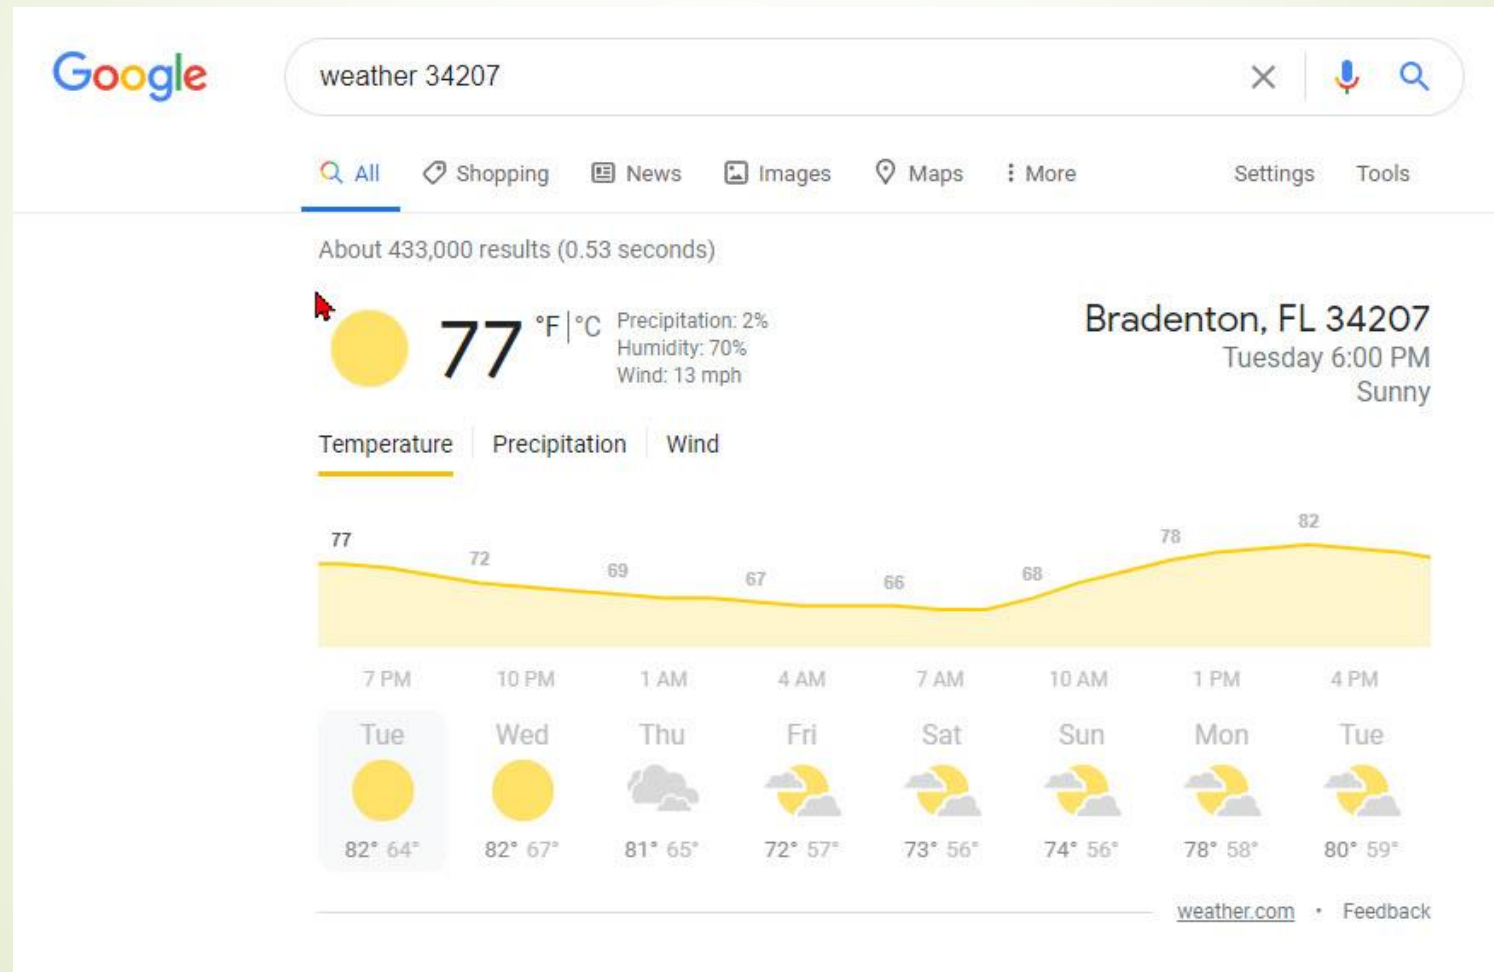 Google weather 34207
All Shopping News Images Maps More Settings Tools
About 433,000 results (0.53 seconds)
77 °F | °C
Precipitation: 2%
Humidity: 70%
Wind: 13 mph
Bradenton, FL 34207
Tuesday 6:00 PM
Sunny
Temperature Precipitation Wind
77 72 69 67 66 68 78 82
7 PM 10 PM 1 AM 4 AM 7 AM 10 AM 1 PM 4 PM
Tue Wed Thu Fri Sat Sun Mon Tue
82° 64° 82° 67° 81° 65° 72° 57° 73° 56° 74° 56° 78° 58° 80° 59°
weather.com • Feedback